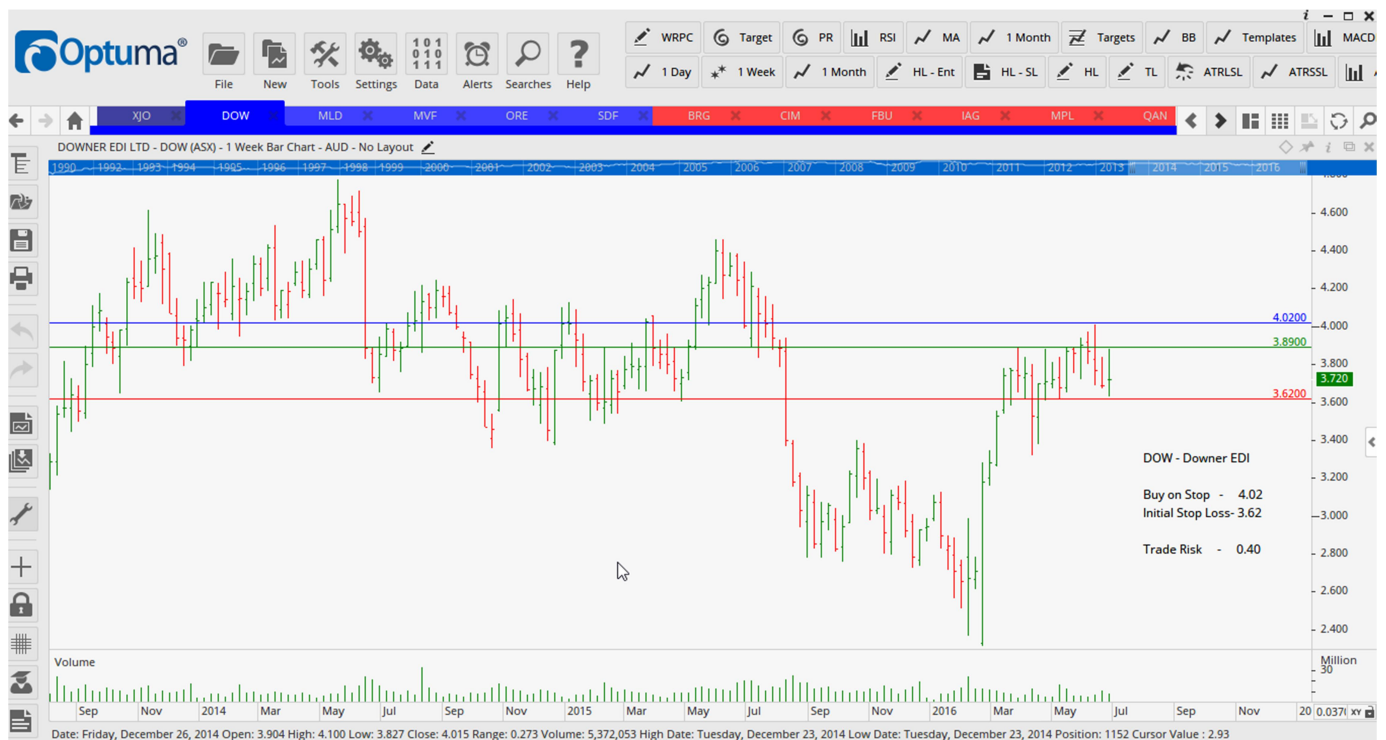 i
Optuma®
File New Tools Settings Data Alerts Searches Help
WRPC Target PR RSI MA 1 Month Targets BB Templates MACD
1 Day 1 Week 1 Month HL - Ent HL - SL HL TL ATRLSL ATRSSL
XJO DOW MLD MVF ORE SDF BRG CIM FBU IAG MPL QAN
DOWNER EDI LTD - DOW (ASX) - 1 Week Bar Chart - AUD - No Layout
1990 1992 1993 1994 1995 1996 1997 1998 1999 2000 2001 2002 2003 2004 2005 2006 2007 2008 2009 2010 2011 2012 2013 2014 2015 2016
4.600
4.400
4.200
4.0200
4.000
3.8900
3.800
3.720
3.6200
3.600
3.400
DOW - Downer EDI
3.200
Buy on Stop - 4.02
Initial Stop Loss- 3.62
3.000
Trade Risk - 0.40
2.800
2.600
2.400
Volume
Million
30
Sep Nov 2014 Mar May Jul Sep Nov 2015 Mar May Jul Sep Nov 2016 Mar May Jul Sep Nov 20 XY
Date: Friday, December 26, 2014 Open: 3.904 High: 4.100 Low: 3.827 Close: 4.015 Range: 0.273 Volume: 5,372,053 High Date: Tuesday, December 23, 2014 Low Date: Tuesday, December 23, 2014 Position: 1152 Cursor Value : 2.93